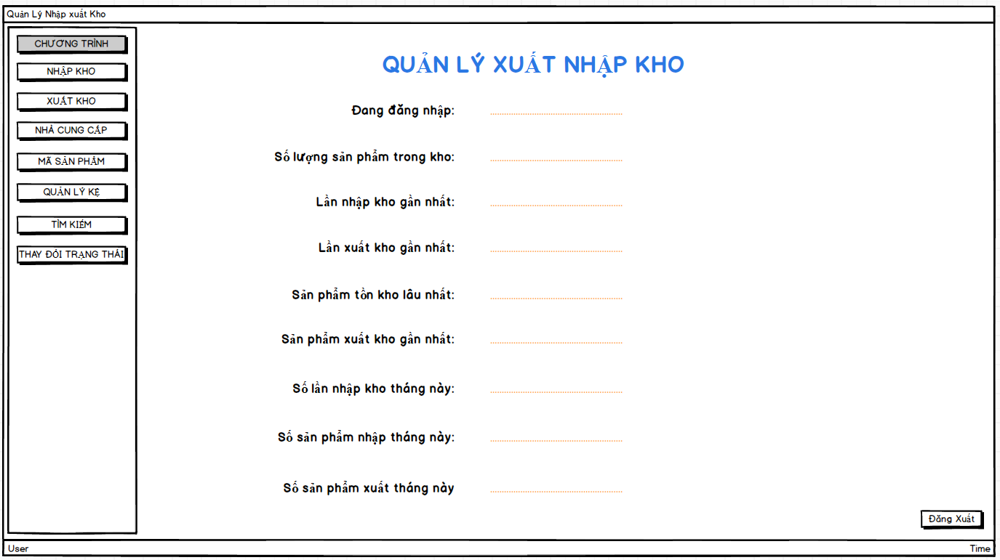 Quản Lý Nhập xuất Kho
CHƯƠNG TRÌNH
NHẬP KHO
XUẤT KHO
NHÀ CUNG CẤP
MÃ SẢN PHẨM
QUẢN LÝ KỆ
TÌM KIẾM
THAY ĐỔI TRẠNG THÁI
QUẢN LÝ XUẤT NHẬP KHO
Đang đăng nhập:
Số lượng sản phẩm trong kho:
Lần nhập kho gần nhất:
Lần xuất kho gần nhất:
Sản phẩm tồn kho lâu nhất:
Sản phẩm xuất kho gần nhất:
Số lần nhập kho tháng này:
Số sản phẩm nhập tháng này:
Số sản phẩm xuất tháng này
Đăng Xuất
User
Time